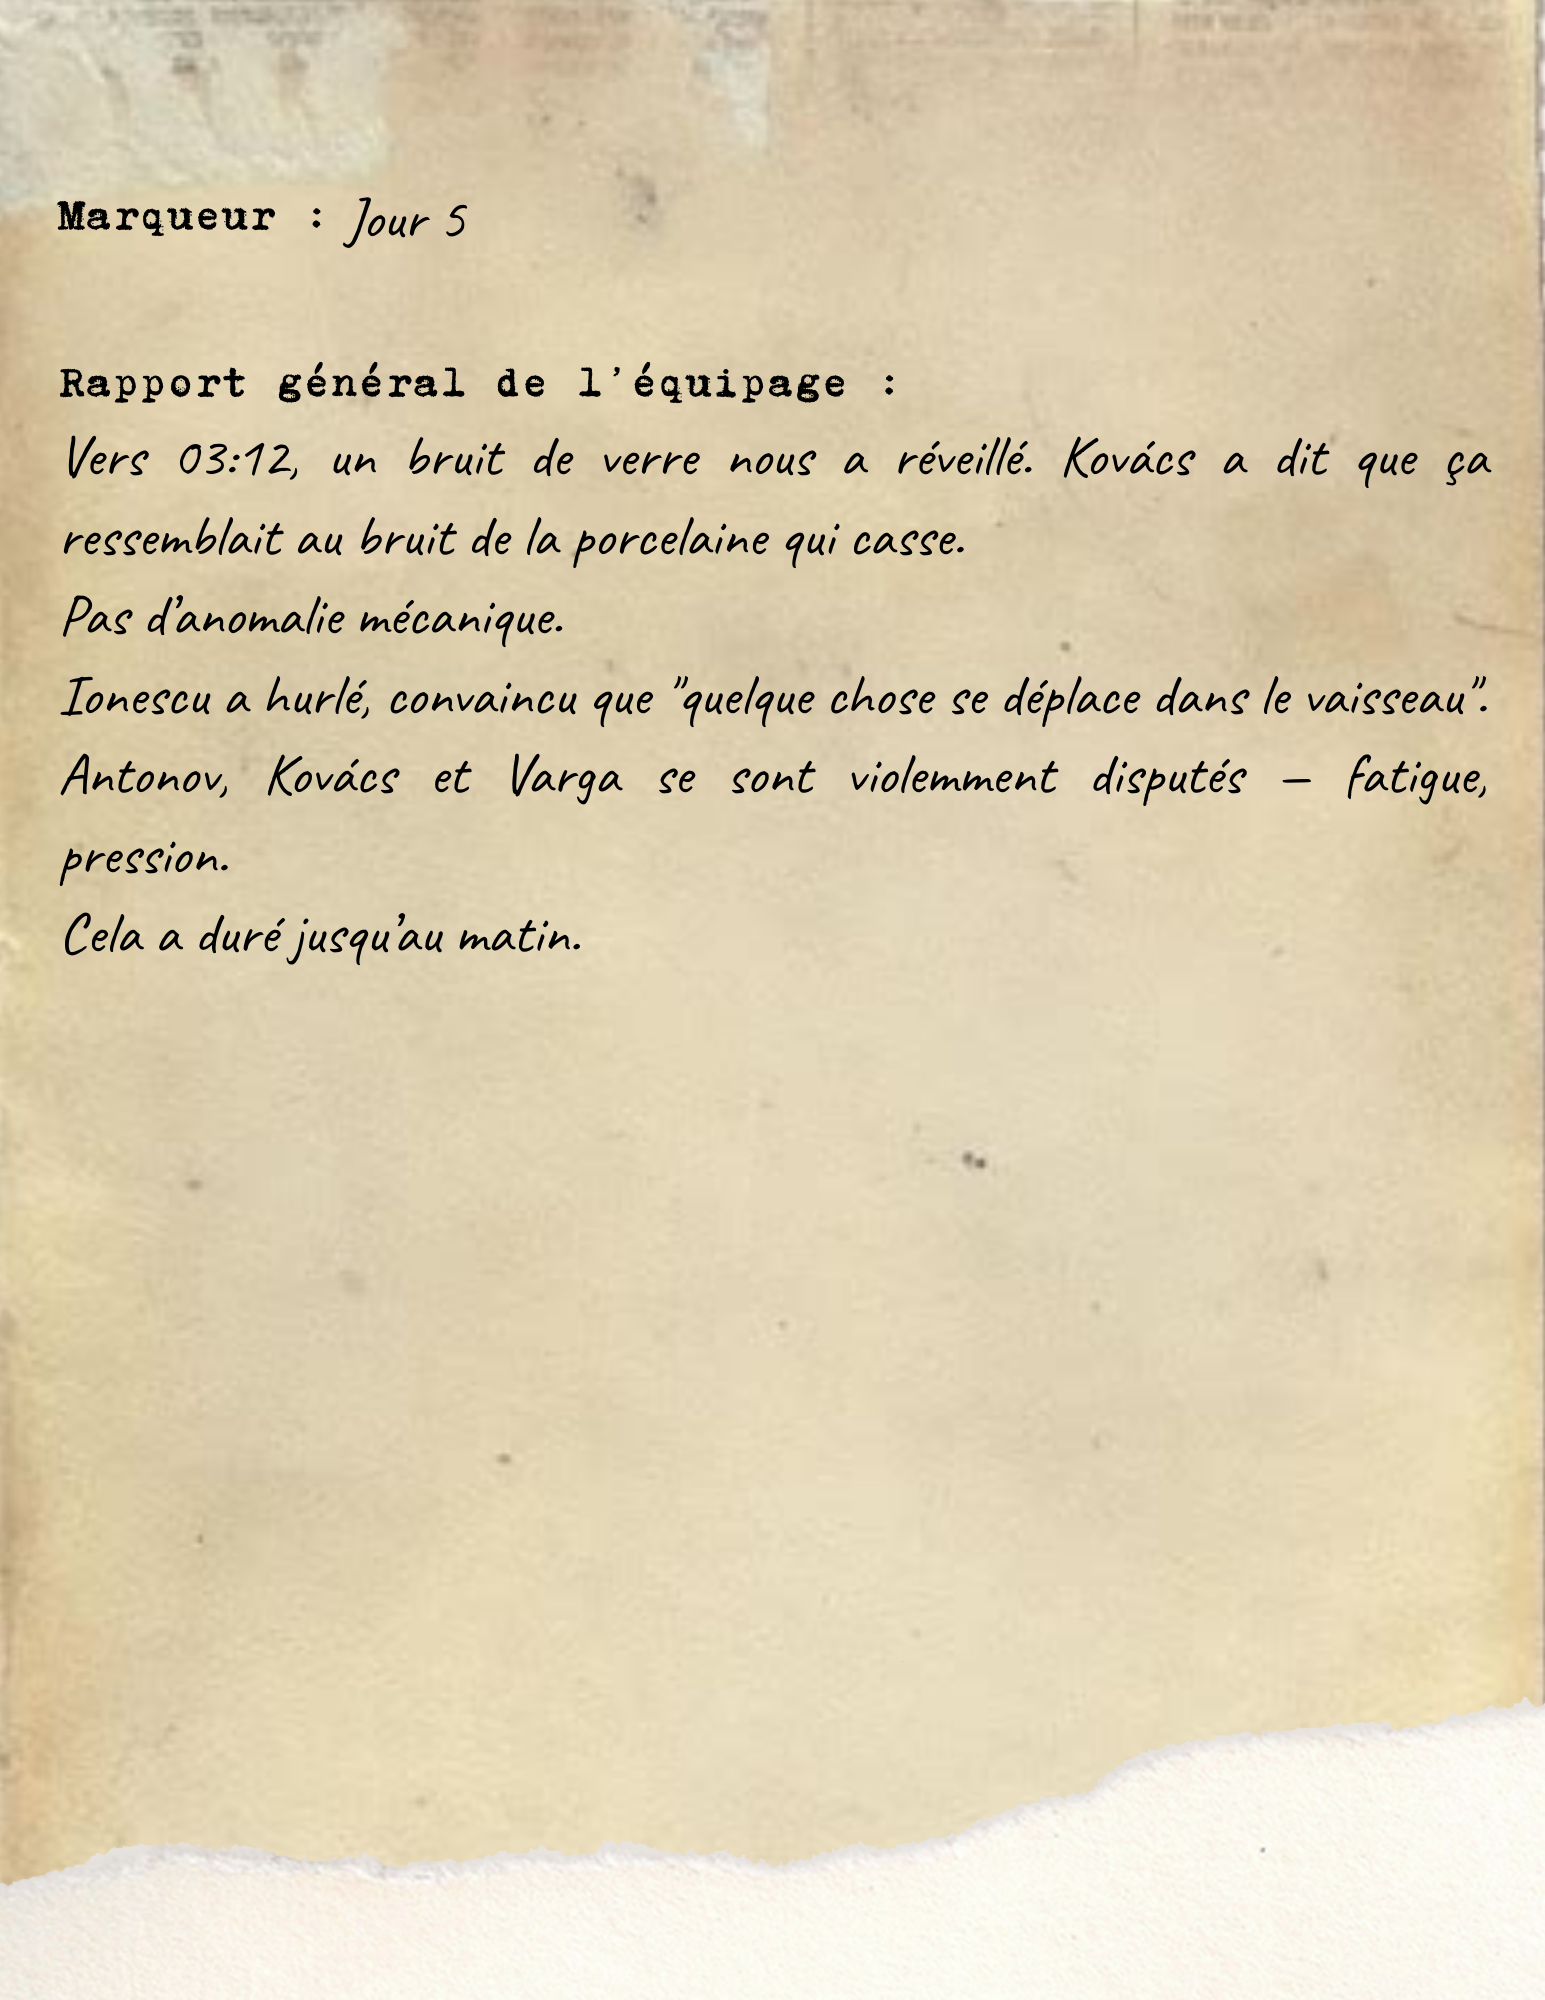 Marqueur : Jour 5
Rapport général de l'équipage :
Vers 03:12, un bruit de verre nous a réveillé. Kovács a dit que ça
ressemblait au bruit de la porcelaine qui casse.
Pas d’anomalie mécanique.
Ionescu a hurlé, convaincu que "quelque chose se déplace dans le vaisseau".
Antonov, Kovács et Varga se sont violemment disputés — fatigue,
pression.
Cela a duré jusqu’au matin.